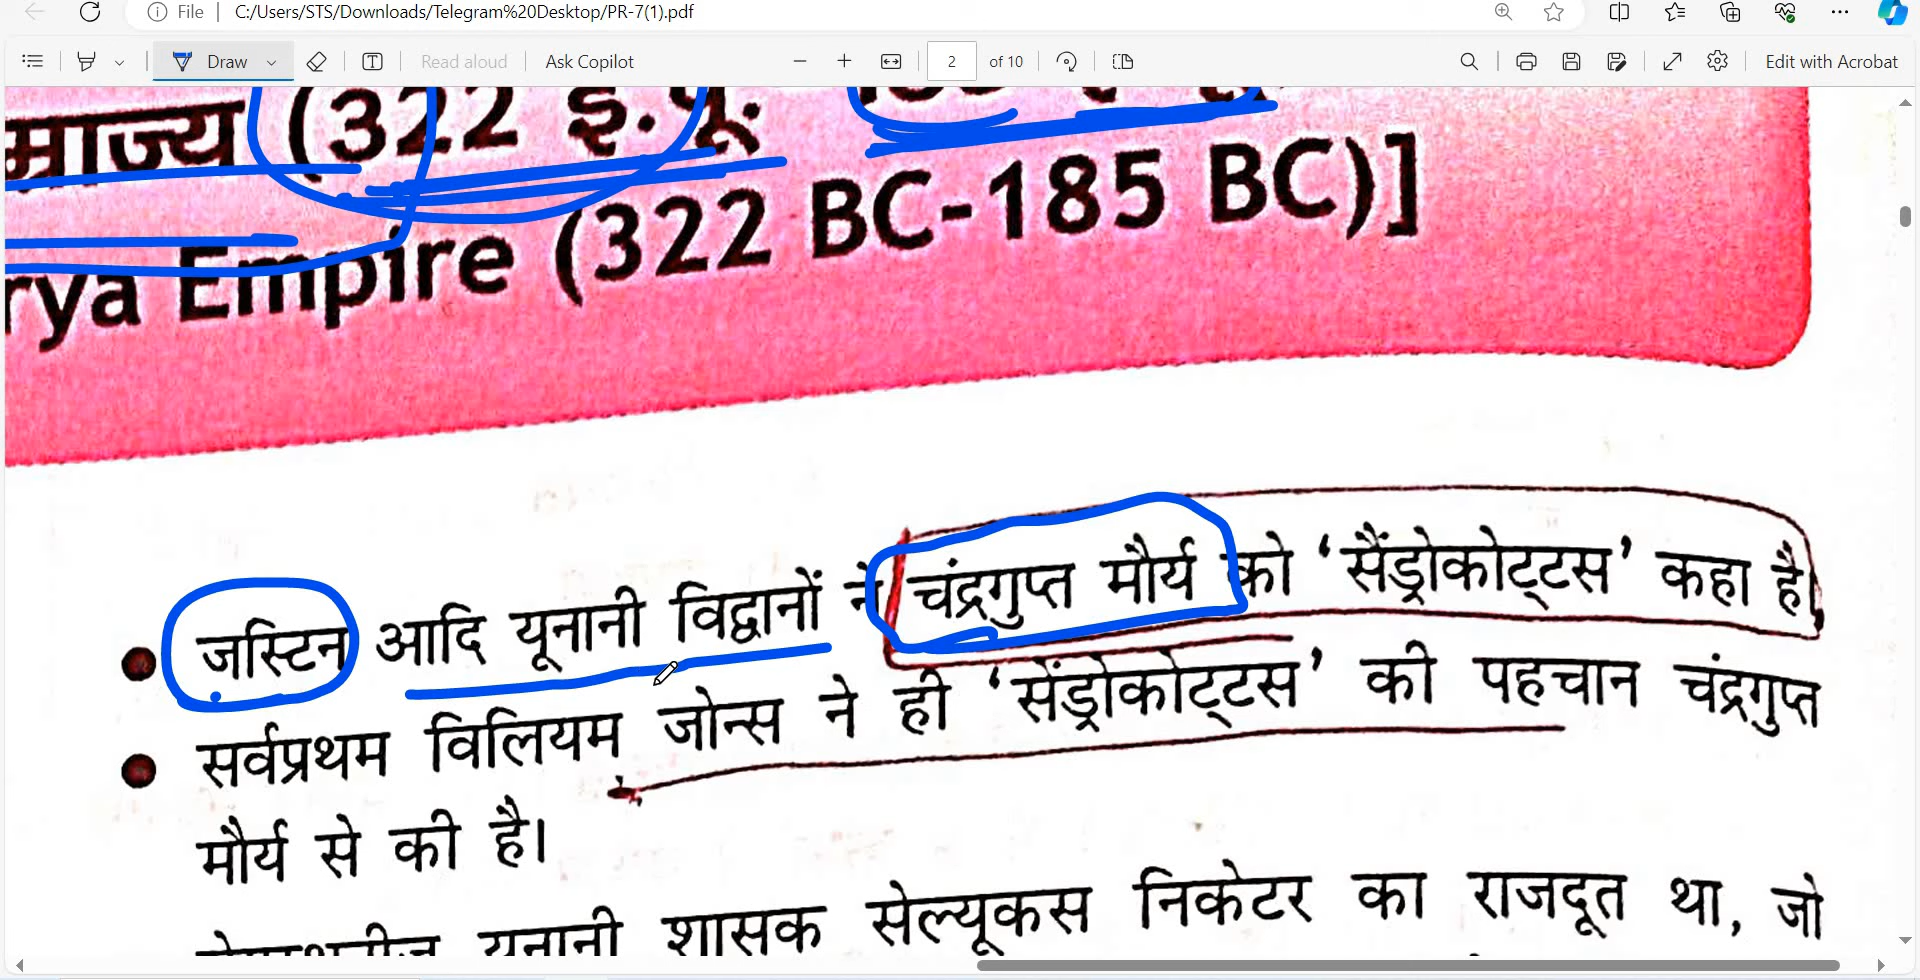 File C:/Users/STS/Downloads/Telegram%20Desktop/PR-7(1).pdf
Draw Read aloud Ask Copilot 2 of 10 Edit with Acrobat
म्राज्य (322 इ.पू.
rya Empire (322 BC-185 BC)]
जस्टिन आदि यूनानी विद्वानों ने चंद्रगुप्त मौर्य को ‘सैंड्रोकोट्टस’ कहा है।
सर्वप्रथम विलियम जोन्स ने ही ‘सेंड्रोकोट्टस’ की पहचान चंद्रगुप्त
मौर्य से की है।
यूनानी शासक सेल्यूकस निकेटर का राजदूत था, जो